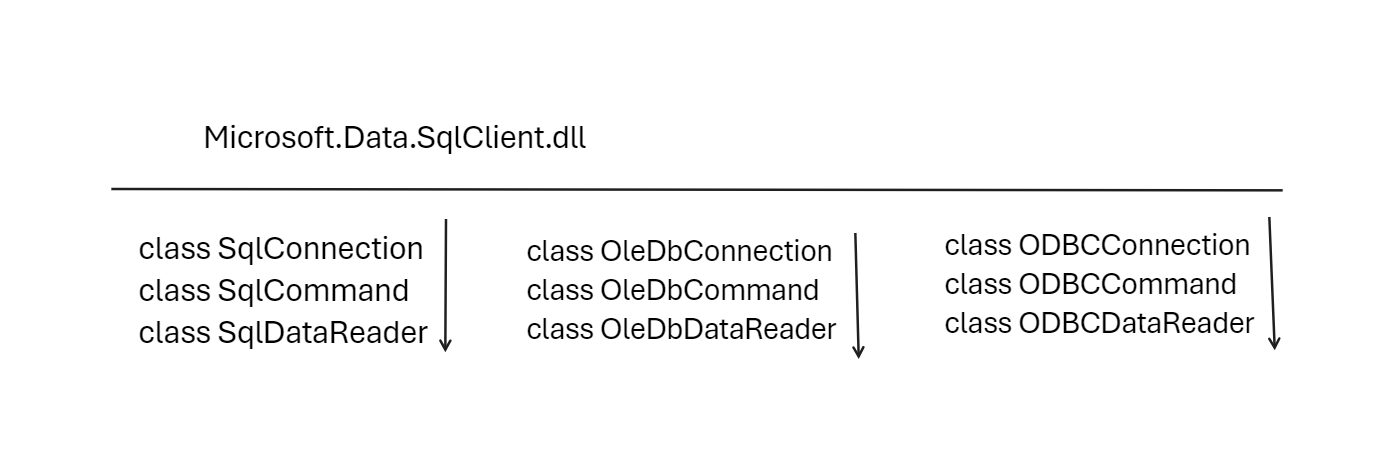 Microsoft.Data.SqlClient.dll
class SqlConnection
class SqlCommand
class SqlDataReader
class OleDbConnection
class OleDbCommand
class OleDbDataReader
class ODBCConnection
class ODBCCommand
class ODBCDataReader